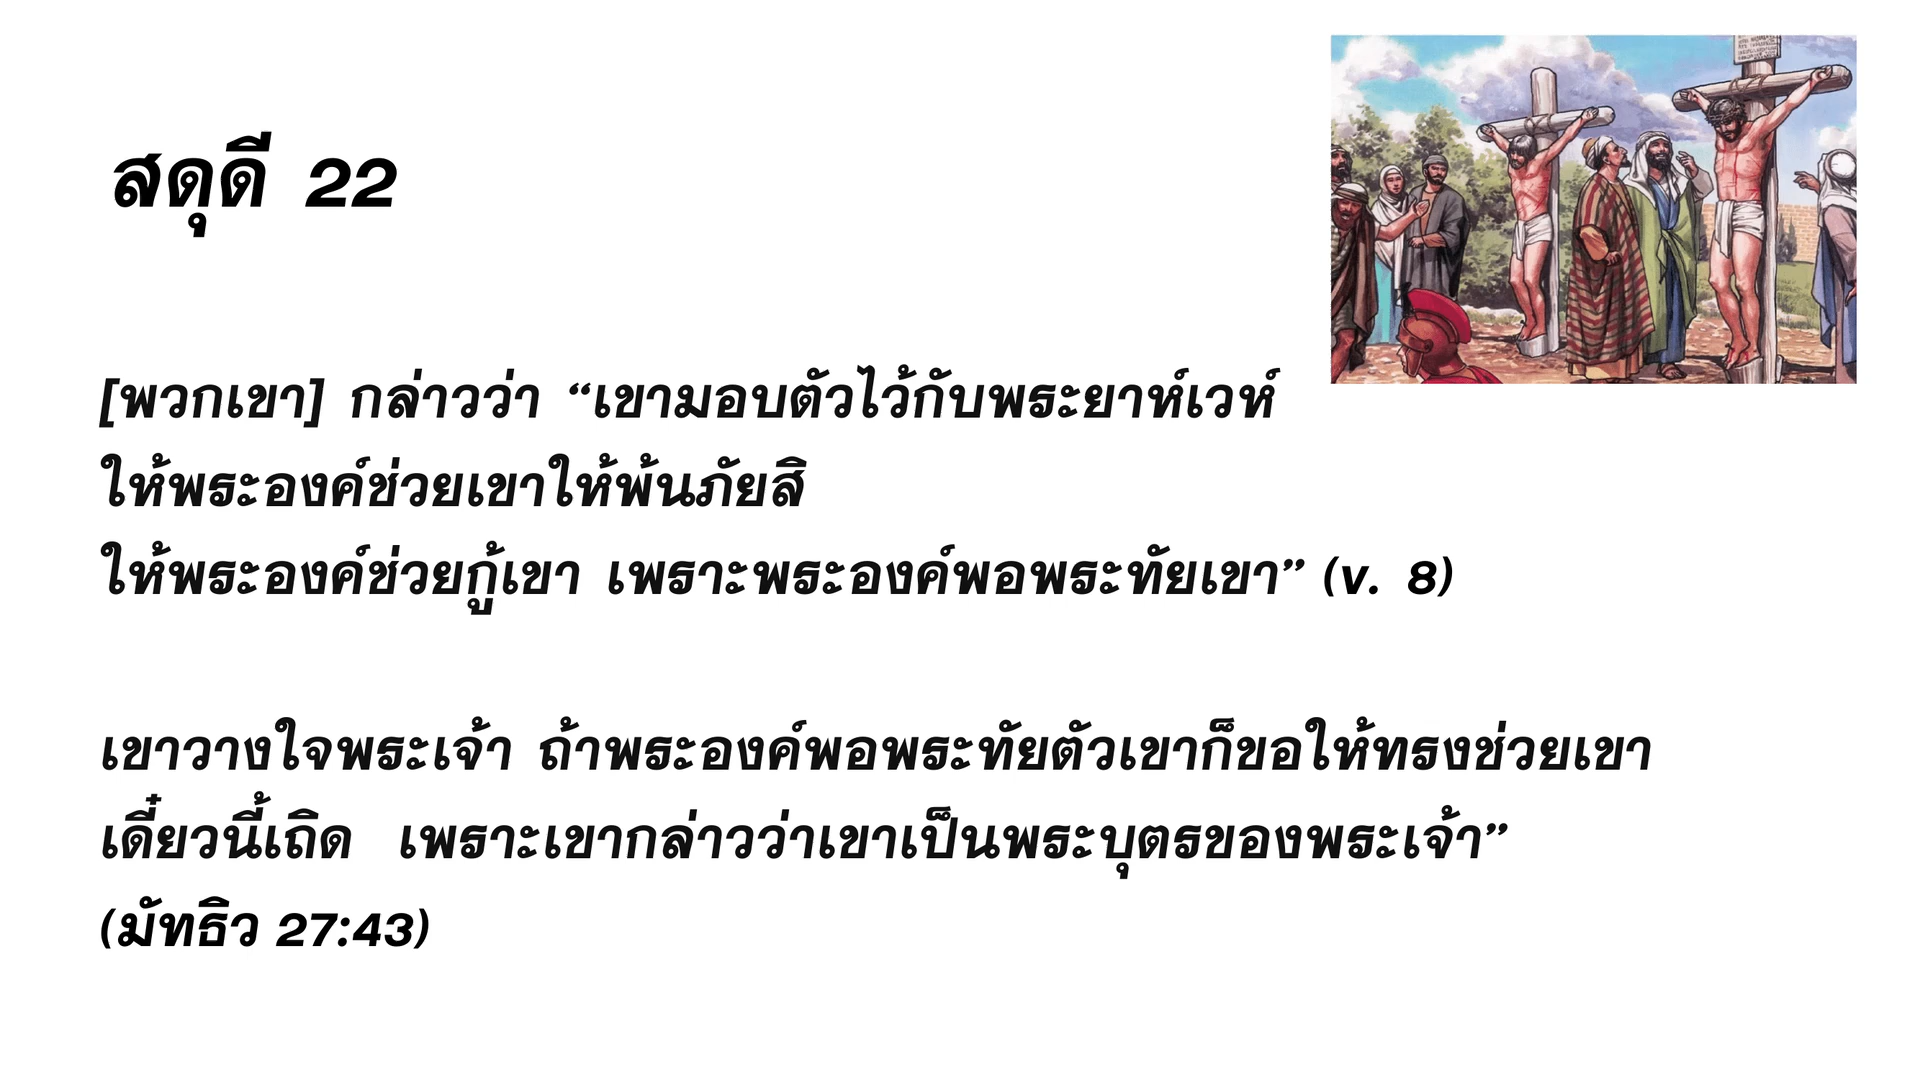 สดุดี 22
[พวกเขา] กล่าวว่า “เขามอบตัวไว้กับพระยาห์เวห์
ให้พระองค์ช่วยเขาให้พ้นภัยสิ
ให้พระองค์ช่วยกู้เขา เพราะพระองค์พอพระทัยเขา” (v. 8)
เขาวางใจพระเจ้า ถ้าพระองค์พอพระทัยตัวเขาก็ขอให้ทรงช่วยเขา
เดี๋ยวนี้เถิด เพราะเขากล่าวว่าเขาเป็นพระบุตรของพระเจ้า”
(มัทธิว 27:43)